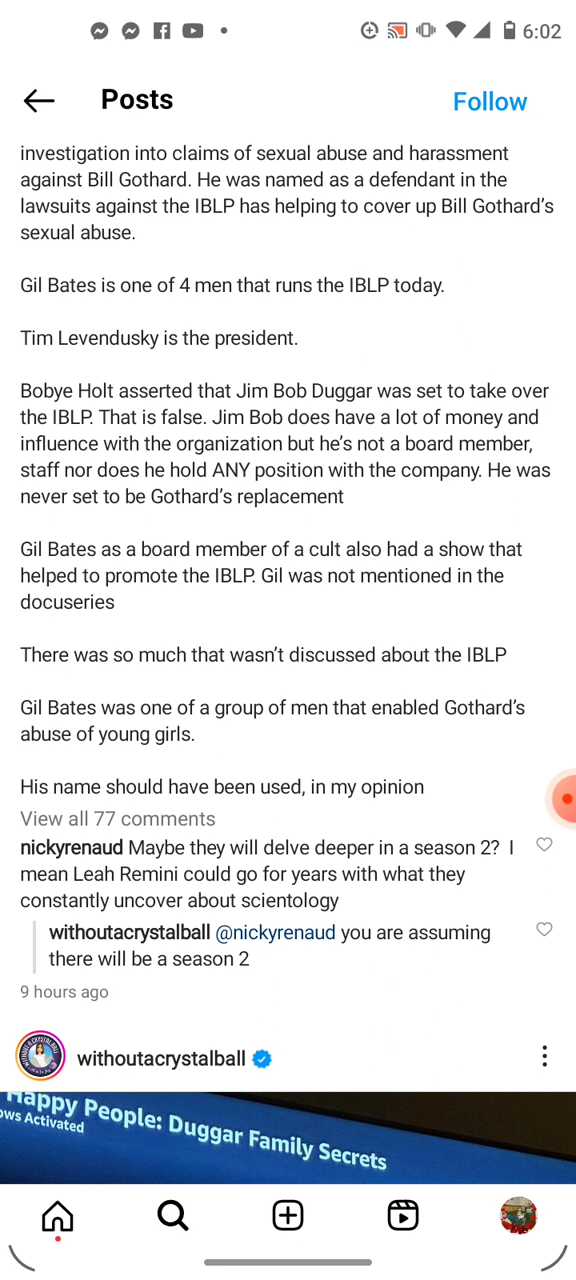 6:02
Posts
Follow
investigation into claims of sexual abuse and harassment
against Bill Gothard. He was named as a defendant in the
lawsuits against the IBLP has helping to cover up Bill Gothard's
sexual abuse.
Gil Bates is one of 4 men that runs the IBLP today.
Tim Levendusky is the president.
Bobye Holt asserted that Jim Bob Duggar was set to take over
the IBLP. That is false. Jim Bob does have a lot of money and
influence with the organization but he's not a board member,
staff nor does he hold ANY position with the company. He was
never set to be Gothard's replacement
Gil Bates as a board member of a cult also had a show that
helped to promote the IBLP. Gil was not mentioned in the
docuseries
There was so much that wasn't discussed about the IBLP
Gil Bates was one of a group of men that enabled Gothard's
abuse of young girls.
His name should have been used, in my opinion
View all 77 comments
nickyrenaud Maybe they will delve deeper in a season 2? I
mean Leah Remini could go for years with what they
constantly uncover about scientology
withoutacrystalball @nickyrenaud you are assuming
there will be a season 2
9 hours ago
withoutacrystalball
Happy People: Duggar Family Secrets
ows Activated